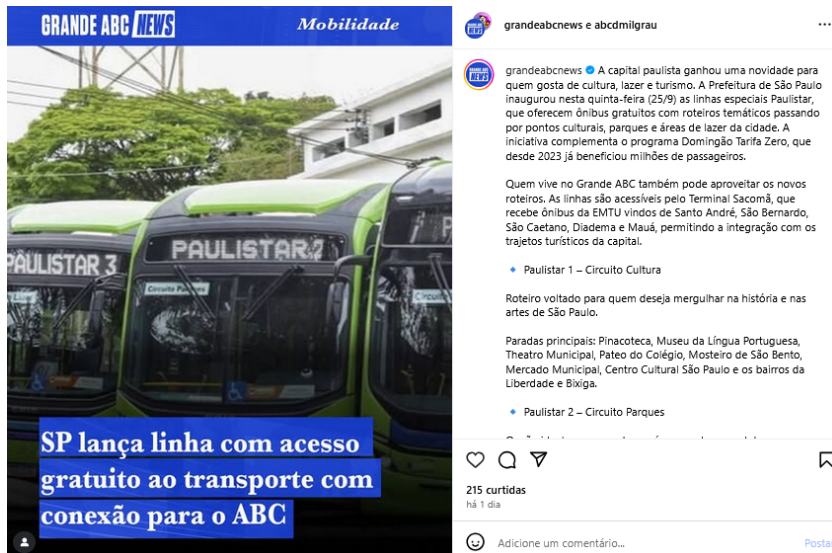 GRANDE ABC NEWS
Mobilidade
PAULISTAR 3
PAULISTAR 2
Circuito Parques
SP lança linha com acesso
gratuito ao transporte com
conexão para o ABC
grandeabcnews e abcdmilgrau
grandeabcnews A capital paulista ganhou uma novidade para
quem gosta de cultura, lazer e turismo. A Prefeitura de São Paulo
inaugurou nesta quinta-feira (25/9) as linhas especiais Paulistar,
que oferecem ônibus gratuitos com roteiros temáticos passando
por pontos culturais, parques e áreas de lazer da cidade. A
iniciativa complementa o programa Domingão Tarifa Zero, que
desde 2023 já beneficiou milhões de passageiros.
Quem vive no Grande ABC também pode aproveitar os novos
roteiros. As linhas são acessíveis pelo Terminal Sacomã, que
recebe ônibus da EMTU vindos de Santo André, São Bernardo,
São Caetano, Diadema e Mauá, permitindo a integração com os
trajetos turísticos da capital.
Paulistar 1 – Circuito Cultura
Roteiro voltado para quem deseja mergulhar na história e nas
artes de São Paulo.
Paradas principais: Pinacoteca, Museu da Língua Portuguesa,
Theatro Municipal, Pateo do Colégio, Mosteiro de São Bento,
Mercado Municipal, Centro Cultural São Paulo e os bairros da
Liberdade e Bixiga.
Paulistar 2 – Circuito Parques
215 curtidas
há 1 dia
Adicione um comentário...
Postar